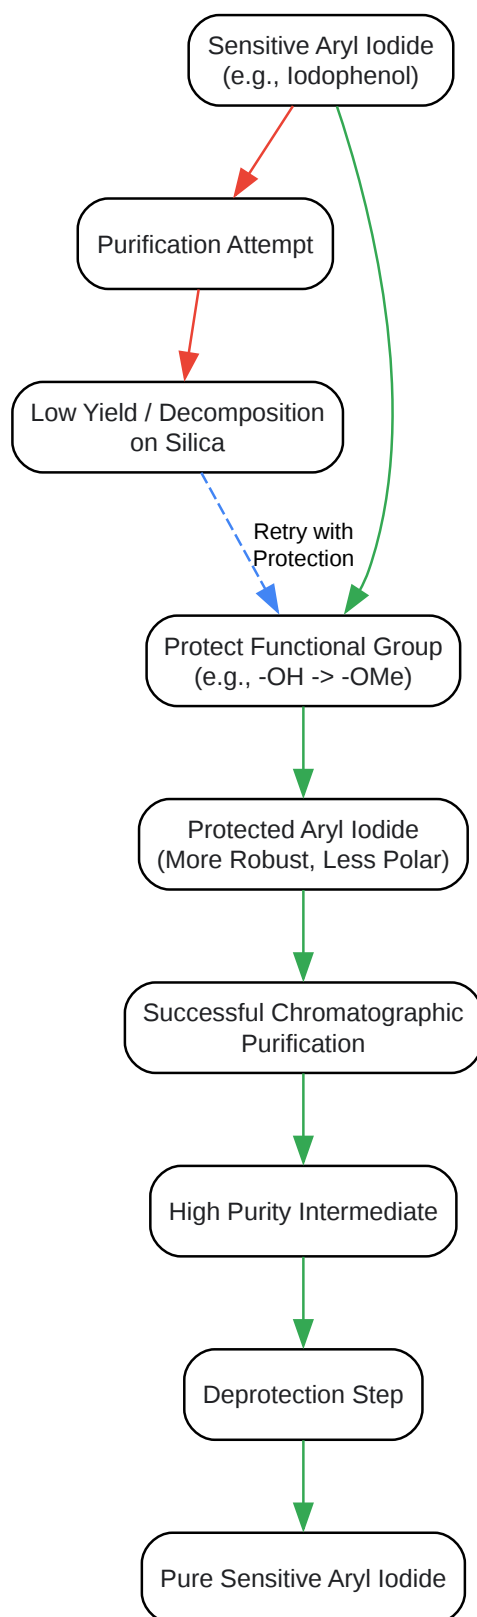 Sensitive Aryl Iodide
(e.g., Iodophenol)
Purification Attempt
Low Yield / Decomposition
on Silica
Retry with
Protection
Protect Functional Group
(e.g., -OH -> -OMe)
Protected Aryl Iodide
(More Robust, Less Polar)
Successful Chromatographic
Purification
High Purity Intermediate
Deprotection Step
Pure Sensitive Aryl Iodide